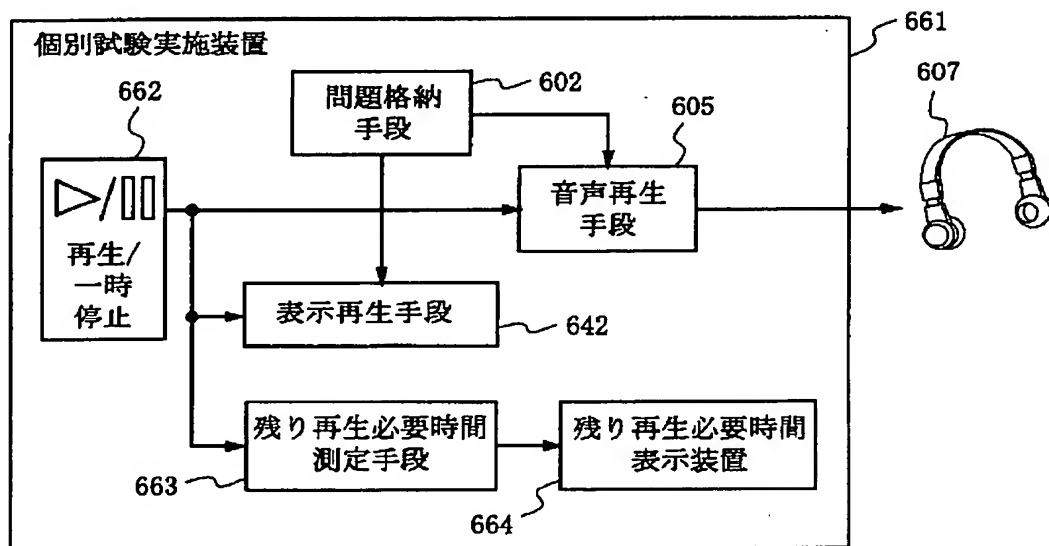 個別試験実施装置
661
662
▷/▯▯
再生/
一時
停止
問題格納
手段
602
605
607
音声再生
手段
表示再生手段
642
残り再生必要時間
測定手段
663
残り再生必要時間
表示装置
664